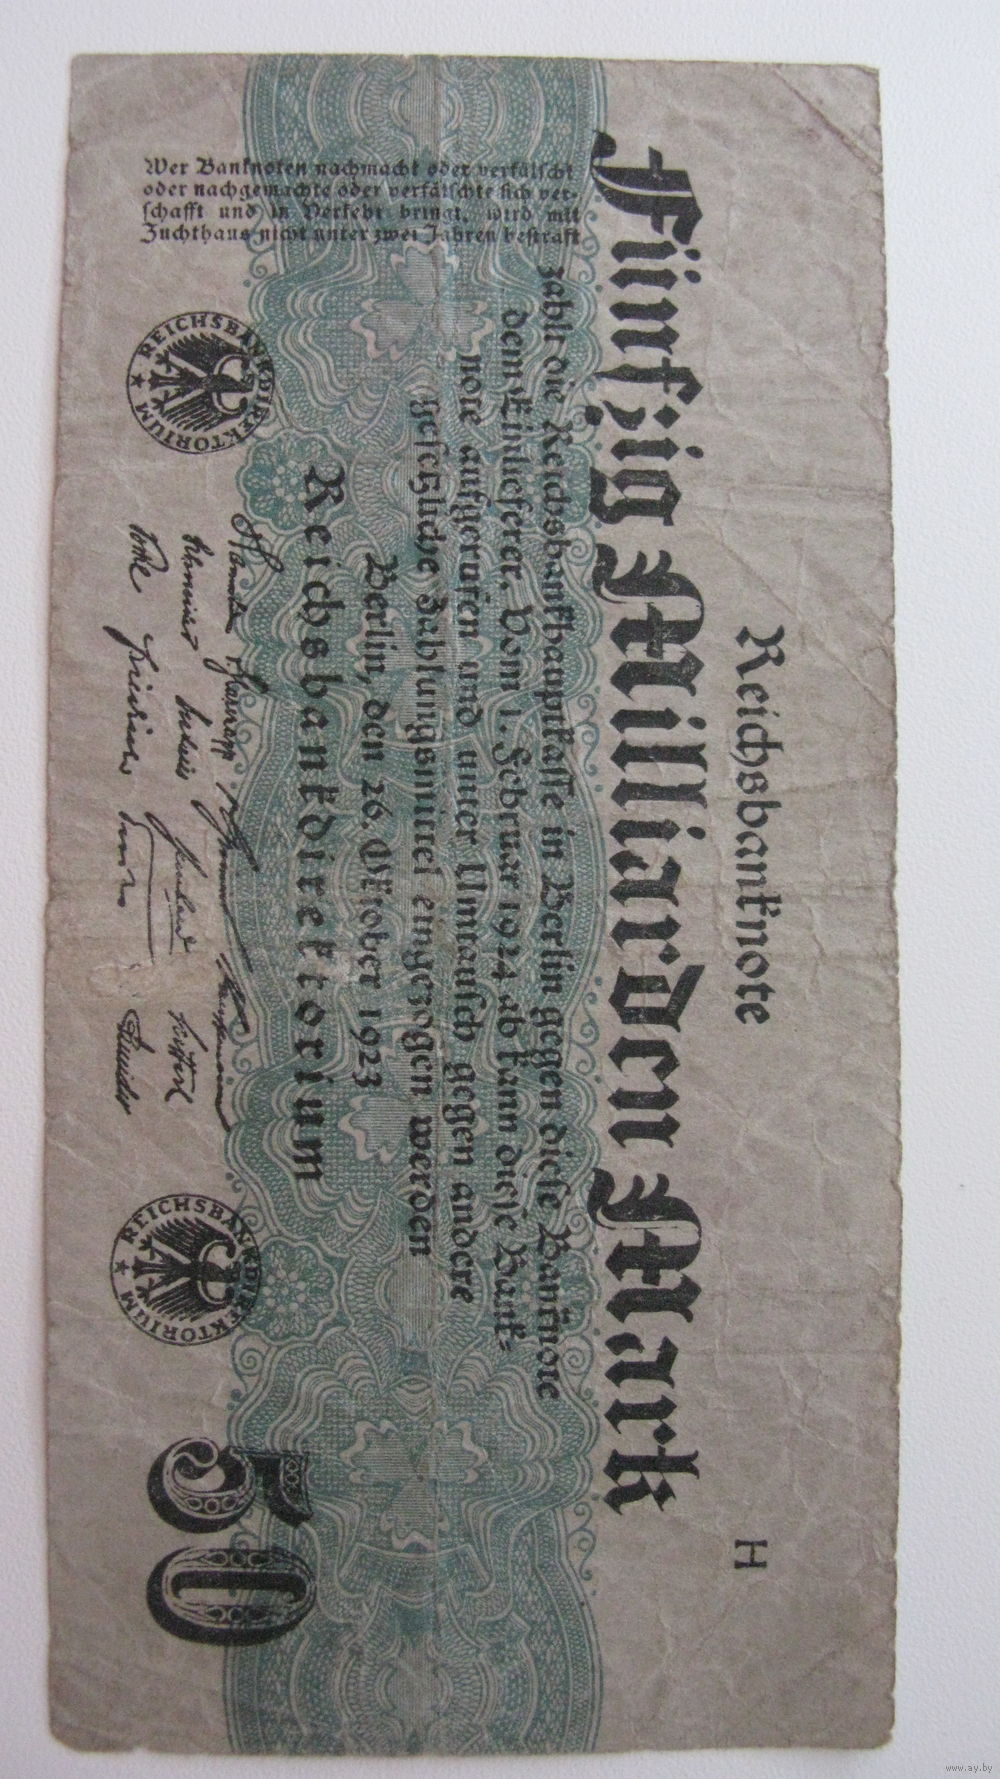 Reichsbanknote
H
Fünfzig Milliarden Mark
zahlt die Reichsbankhauptkasse in Berlin gegen diese Banknote
dem Einlieferer. Vom 1. Februar 1924 ab kann diese Bank-
note aufgerufen und unter Umtausch gegen andere
gesetzliche Zahlungsmittel eingezogen werden
Berlin, den 26. Oktober 1923
Reichsbankdirektorium
REICHSBANKDIREKTORIUM
REICHSBANKDIREKTORIUM
50
Wer Banknoten nachmacht oder verfälscht
oder nachgemachte oder verfälschte sich ver-
schafft und in Verkehr bringt, wird mit
Zuchthaus nicht unter zwei Jahren bestraft
www.ay.by